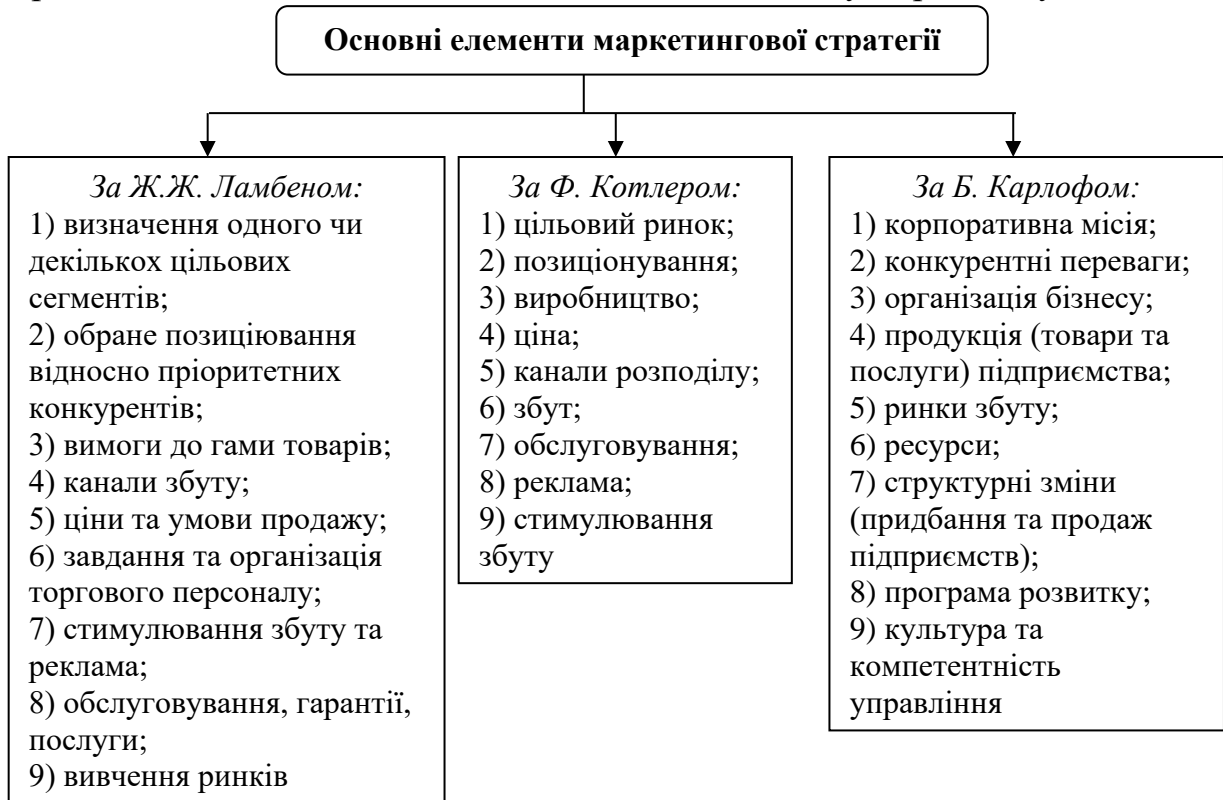 Основні елементи маркетингової стратегії
За Ж.Ж. Ламбеном:
1) визначення одного чи
декількох цільових
сегментів;
2) обране позиціювання
відносно пріоритетних
конкурентів;
3) вимоги до гами товарів;
4) канали збуту;
5) ціни та умови продажу;
6) завдання та організація
торгового персоналу;
7) стимулювання збуту та
реклама;
8) обслуговування, гарантії,
послуги;
9) вивчення ринків
За Ф. Котлером:
1) цільовий ринок;
2) позиціонування;
3) виробництво;
4) ціна;
5) канали розподілу;
6) збут;
7) обслуговування;
8) реклама;
9) стимулювання
збуту
За Б. Карлофом:
1) корпоративна місія;
2) конкурентні переваги;
3) організація бізнесу;
4) продукція (товари та
послуги) підприємства;
5) ринки збуту;
6) ресурси;
7) структурні зміни
(придбання та продаж
підприємств);
8) програма розвитку;
9) культура та
компетентність
управління